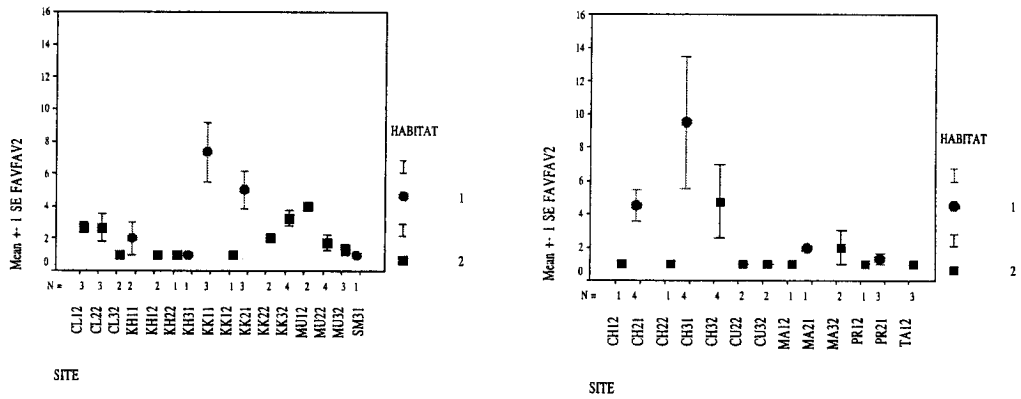 16
14
12
10
8
6
4
2
0
Mean +- 1 SE FAVFAV2
N = 3 3 2 2 2 1 1 3 1 3 2 4 2 4 3 1
CL12
CL22
CL32
KH11
KH12
KH22
KH31
KK11
KK12
KK21
KK22
KK32
MU12
MU22
MU32
SM31
SITE
HABITAT
1
2
16
14
12
10
8
6
4
2
0
Mean +- 1 SE FAVFAV2
N = 1 4 1 4 4 2 2 1 1 2 1 3 3
CH12
CH21
CH22
CH31
CH32
CU22
CU32
MA12
MA21
MA32
PR12
PR21
TA12
SITE
HABITAT
1
2